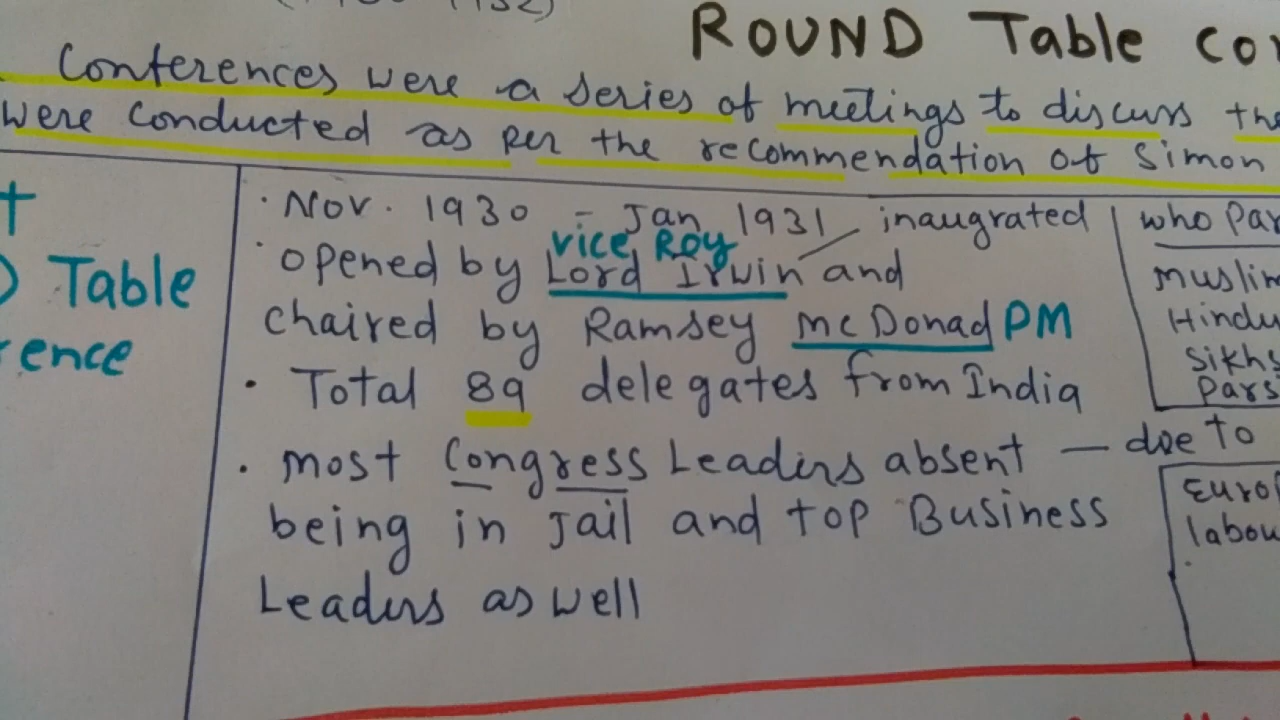 ROUND Table Co
Conferences were a series of meetings to discuss the
were conducted as per the recommendation of Simon
Table
rence
. Nov. 1930 - Jan 1931 inaugrated
vice Roy
. opened by Lord Irwin and
chaired by Ramsey McDonad PM
. Total 89 delegates from India
. most Congress Leaders absent — due to
being in Jail and top Business
Leaders as well
who Par
Muslim
Hindu
Sikhs
Pars
Euro
labou